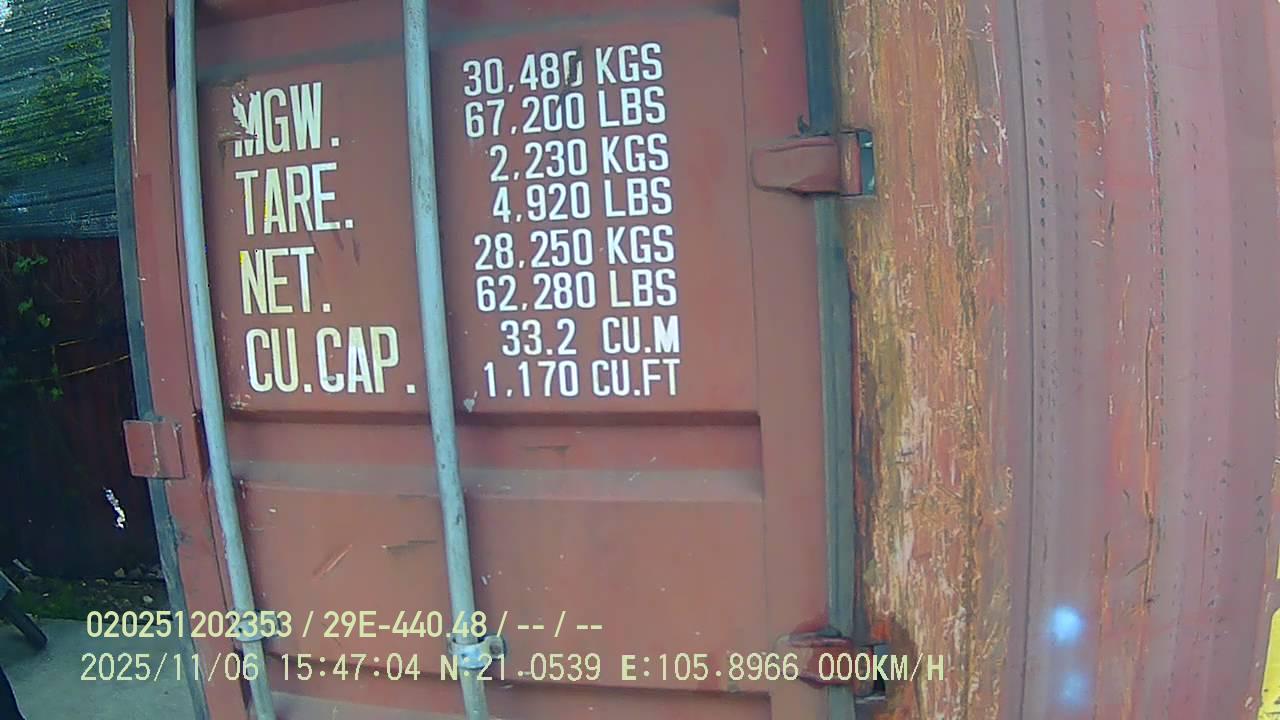 MGW. 30,480 KGS
67,200 LBS
TARE. 2,230 KGS
4,920 LBS
NET. 28,250 KGS
62,280 LBS
CU.CAP. 33.2 CU.M
1,170 CU.FT
020251202353 / 29E-440.48 / -- / --
2025/11/06 15:47:04 N:21.0539 E:105.8966 000KM/H